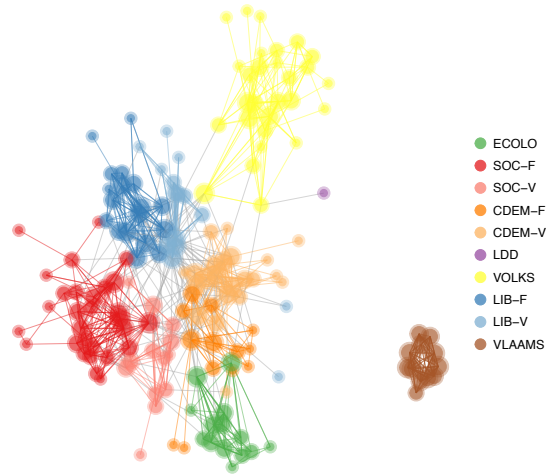 ECOLO
SOC−F
SOC−V
CDEM−F
CDEM−V
LDD
VOLKS
LIB−F
LIB−V
VLAAMS